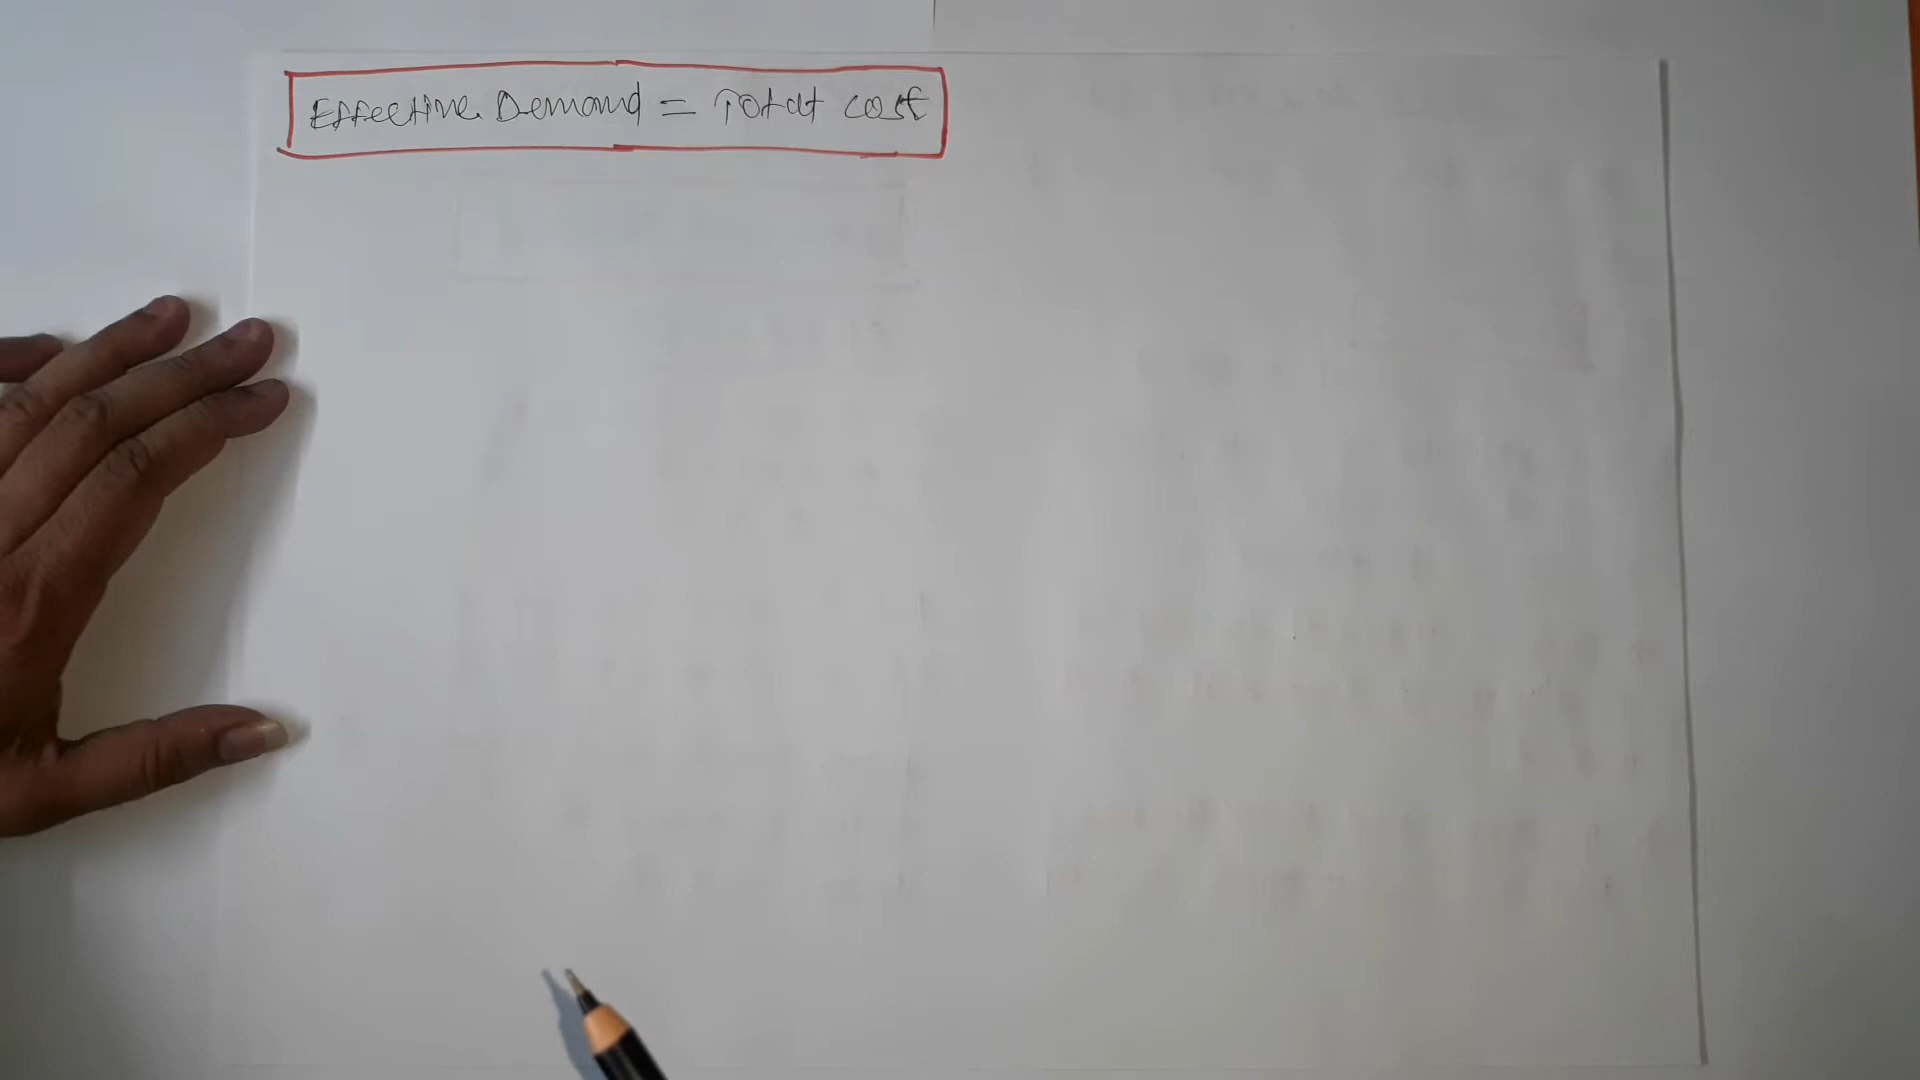 Effective Demand = Total cost